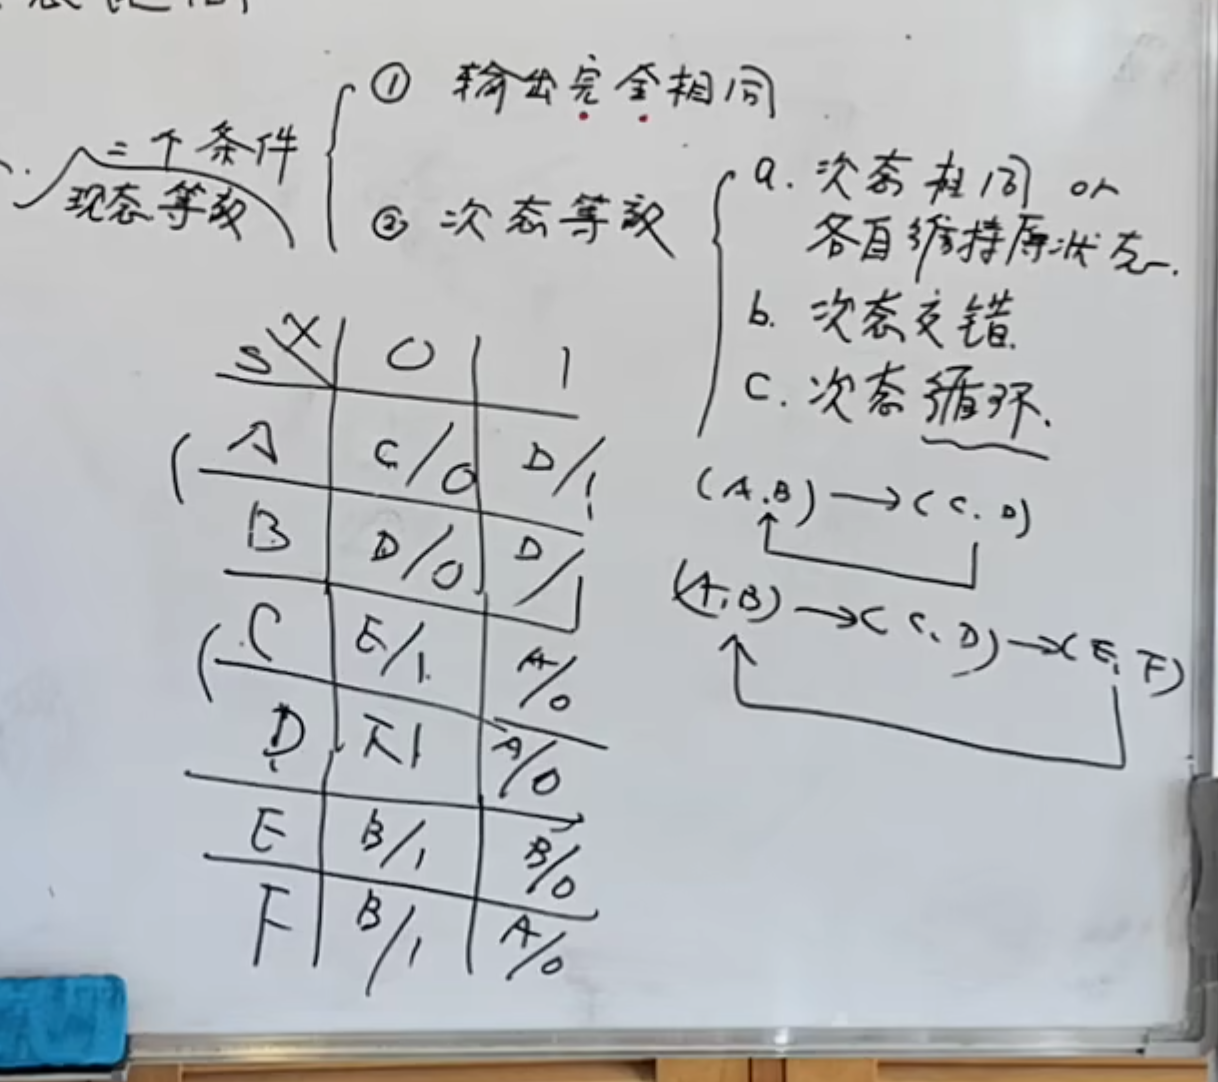 ① 输出完全相同
二个条件
现态等效
② 次态等效
a. 次态相同 or
各自维持原状态.
b. 次态交错.
c. 次态循环.
S X 0 1
A C/0 D/1
B D/0 D/1
C E/1 A/0
D F1 A/0
E B/1 B/0
F B/1 A/0
(A.B) → (C.D)
(A,B) → (C.D) → (E,F)